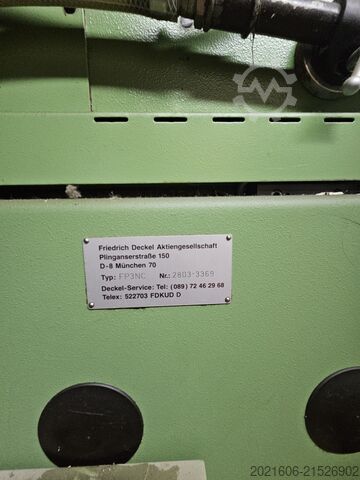 Friedrich Deckel Aktiengesellschaft
Plinganserstraße 150
D-8 München 70
Typ: FP3NC Nr.: 2803-3369
Deckel-Service: Tel: (089) 72 46 29 68
Telex: 522703 FDKUD D
2021606-21526902